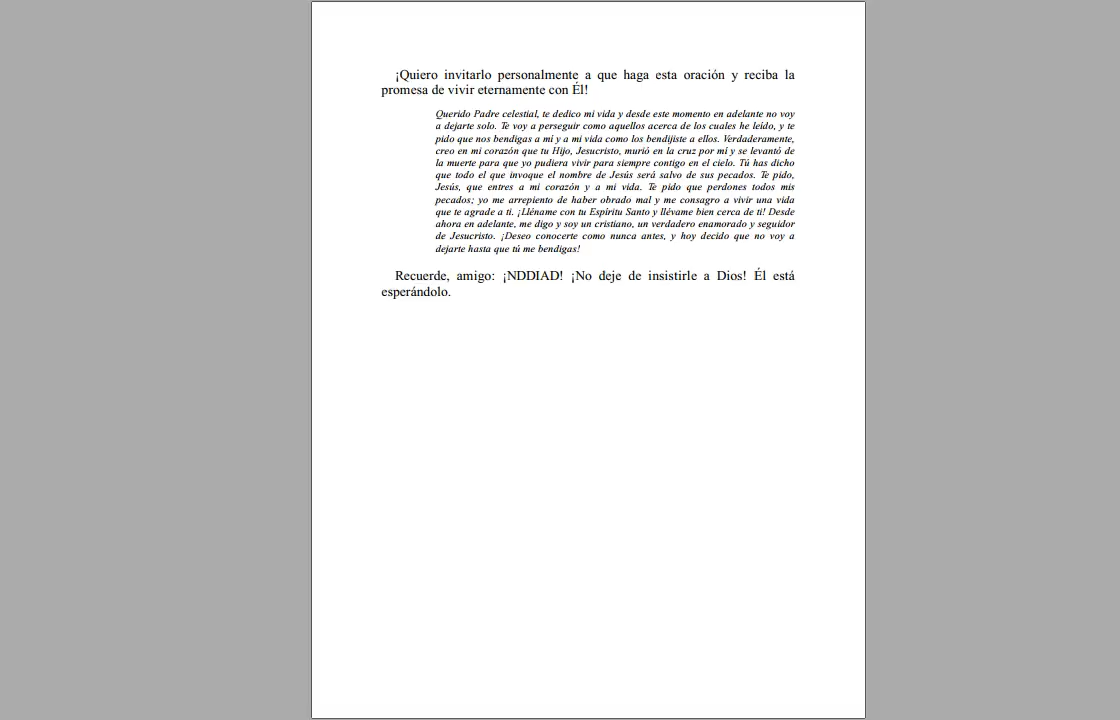 ¡Quiero invitarlo personalmente a que haga esta oración y reciba la
promesa de vivir eternamente con Él!
Querido Padre celestial, te dedico mi vida y desde este momento en adelante no voy
a dejarte solo. Te voy a perseguir como aquellos acerca de los cuales he leído, y te
pido que nos bendigas a mí y a mi vida como los bendijiste a ellos. Verdaderamente,
creo en mi corazón que tu Hijo, Jesucristo, murió en la cruz por mí y se levantó de
la muerte para que yo pudiera vivir para siempre contigo en el cielo. Tú has dicho
que todo el que invoque el nombre de Jesús será salvo de sus pecados. Te pido,
Jesús, que entres a mi corazón y a mi vida. Te pido que perdones todos mis
pecados; yo me arrepiento de haber obrado mal y me consagro a vivir una vida
que te agrade a ti. ¡Lléname con tu Espíritu Santo y llévame bien cerca de ti! Desde
ahora en adelante, me digo y soy un cristiano, un verdadero enamorado y seguidor
de Jesucristo. ¡Deseo conocerte como nunca antes, y hoy decido que no voy a
dejarte hasta que tú me bendigas!
Recuerde, amigo: ¡NDDIAD! ¡No deje de insistirle a Dios! Él está
esperándolo.